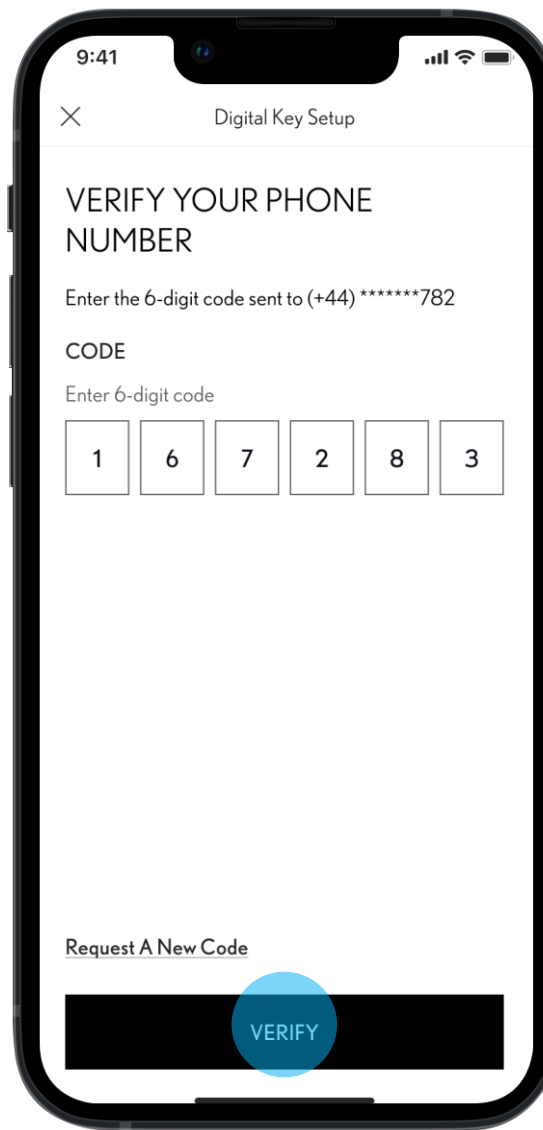 9:41
Digital Key Setup
VERIFY YOUR PHONE
NUMBER
Enter the 6-digit code sent to (+44) *******782
CODE
Enter 6-digit code
1 6 7 2 8 3
Request A New Code
VERIFY